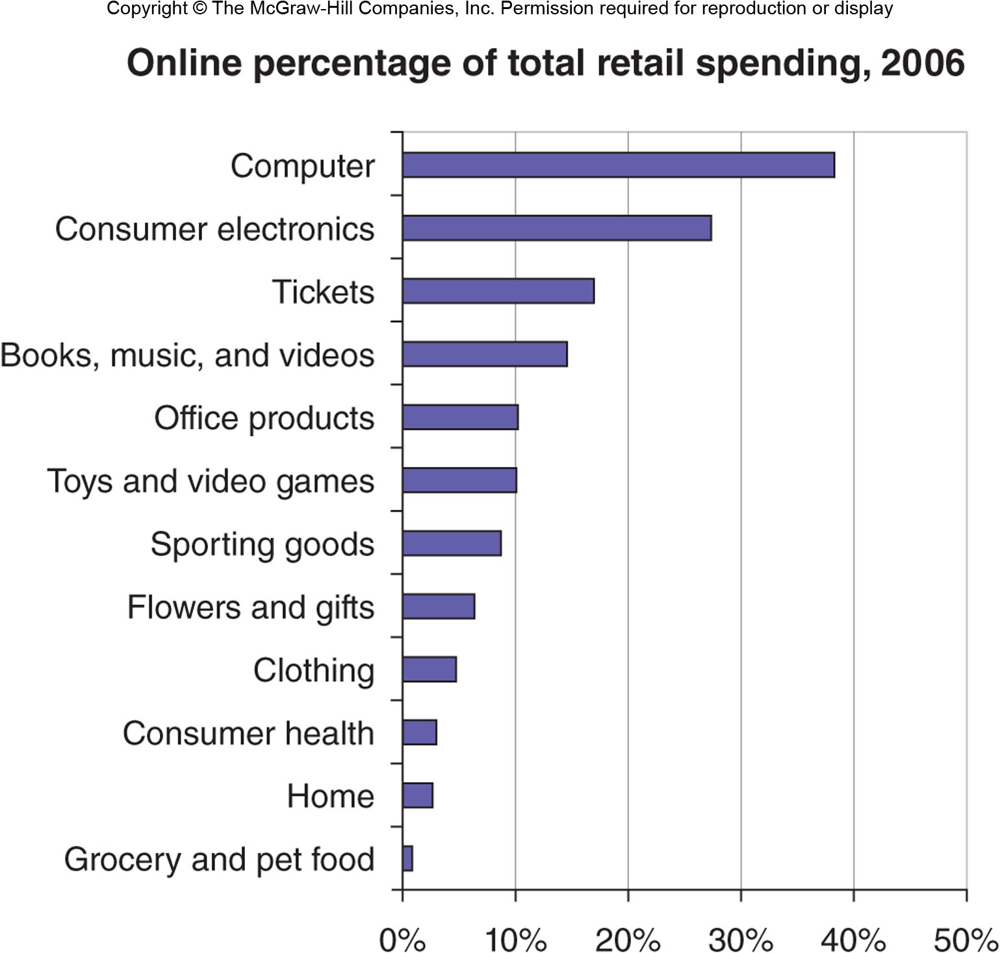 Copyright © The McGraw-Hill Companies, Inc. Permission required for reproduction or display
Online percentage of total retail spending, 2006
Computer
Consumer electronics
Tickets
Books, music, and videos
Office products
Toys and video games
Sporting goods
Flowers and gifts
Clothing
Consumer health
Home
Grocery and pet food
0% 10% 20% 30% 40% 50%